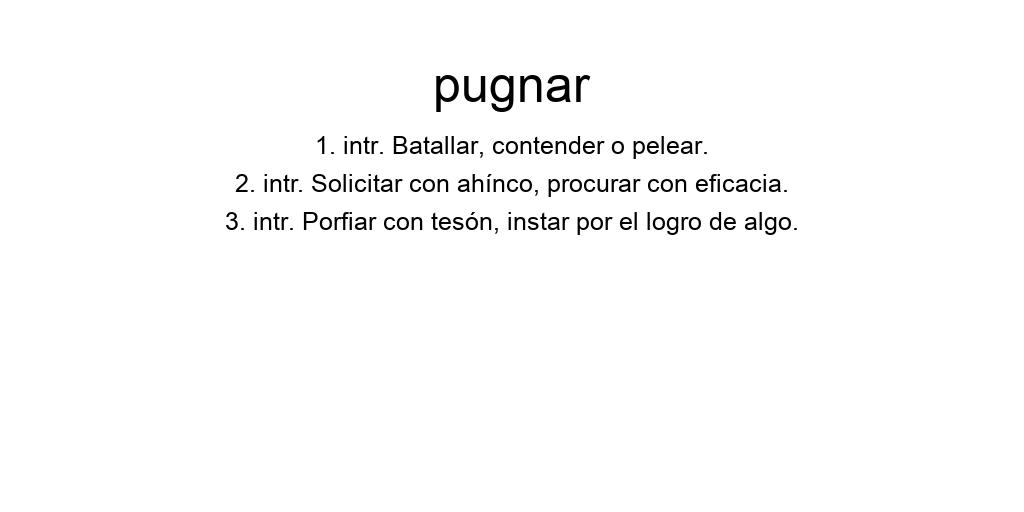 pugnar
1. intr. Batallar, contender o pelear.
2. intr. Solicitar con ahínco, procurar con eficacia.
3. intr. Porfiar con tesón, instar por el logro de algo.